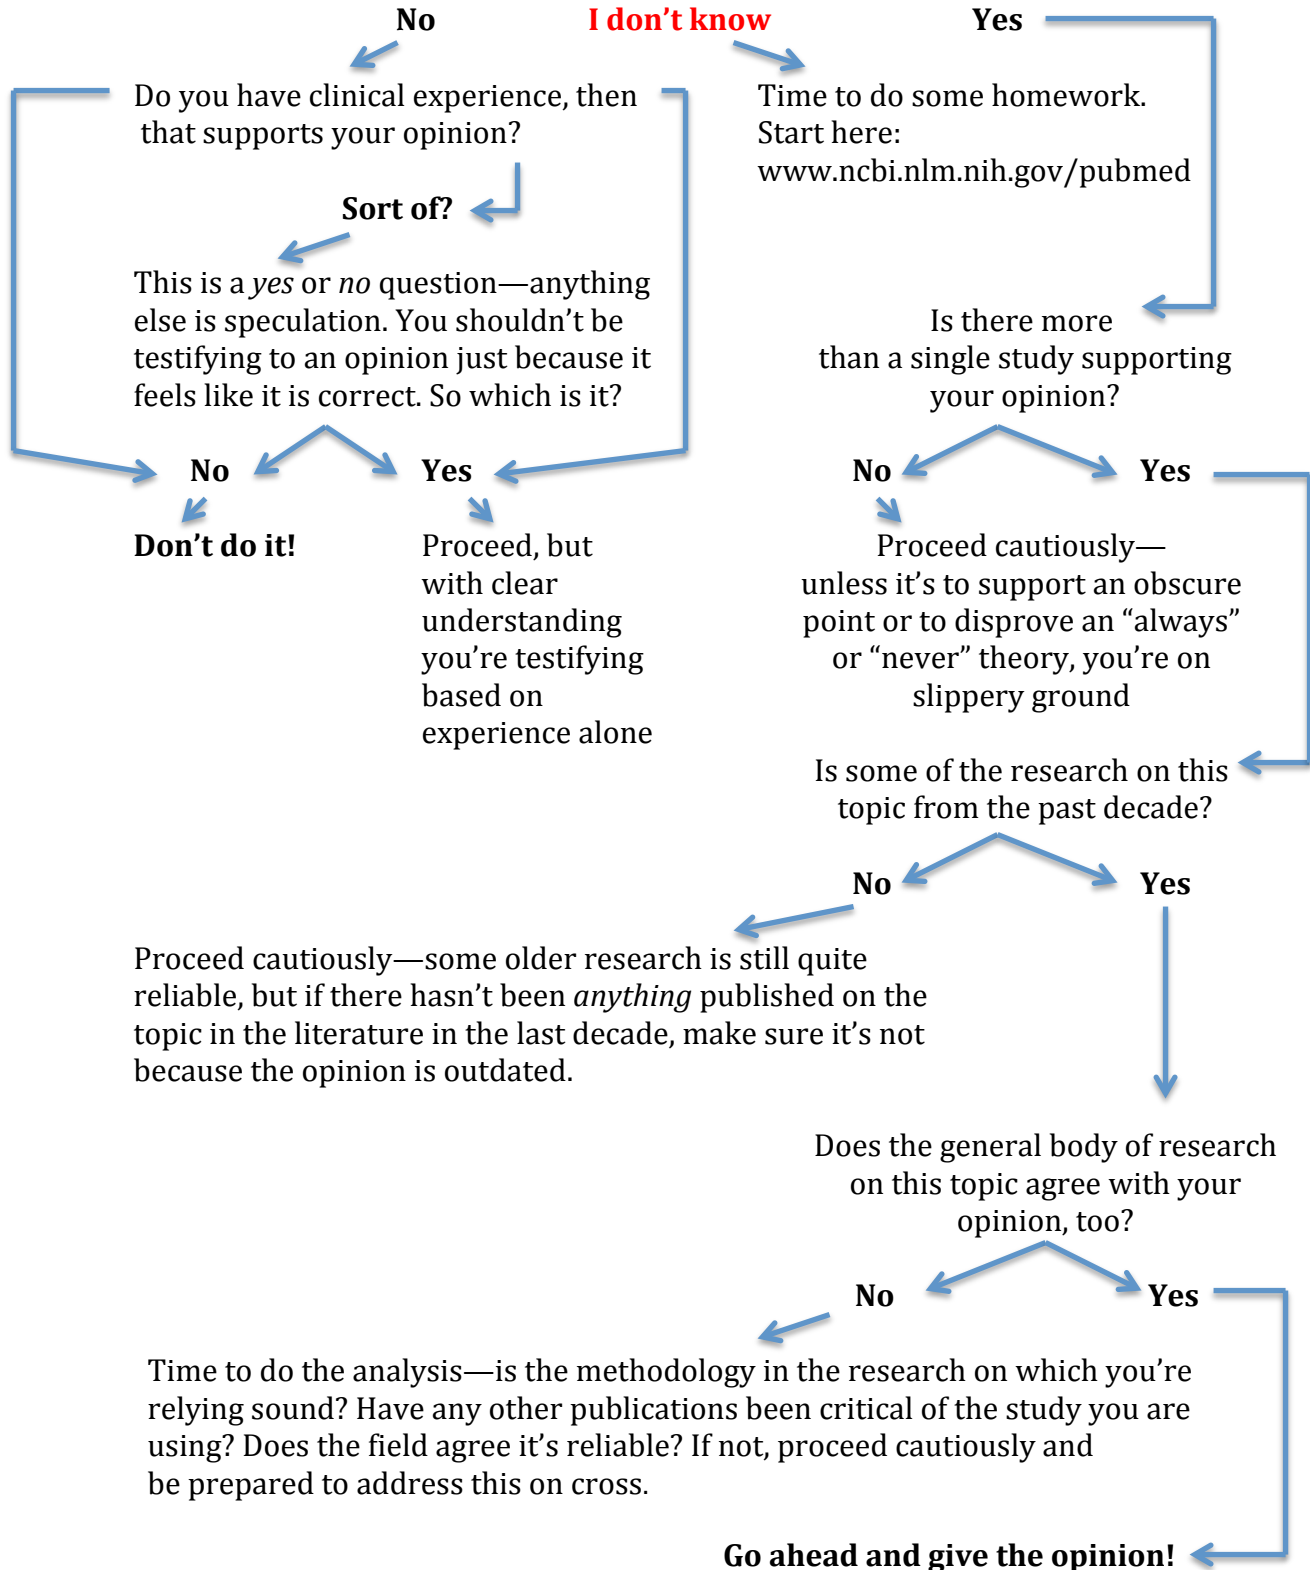 No
I don't know
Yes
Do you have clinical experience, then
that supports your opinion?
Time to do some homework.
Start here:
www.ncbi.nlm.nih.gov/pubmed
Sort of?
This is a yes or no question—anything
else is speculation. You shouldn't be
testifying to an opinion just because it
feels like it is correct. So which is it?
Is there more
than a single study supporting
your opinion?
No
Yes
No
Yes
Don't do it!
Proceed, but
with clear
understanding
you're testifying
based on
experience alone
Proceed cautiously—
unless it's to support an obscure
point or to disprove an “always”
or “never” theory, you're on
slippery ground
Is some of the research on this
topic from the past decade?
No
Yes
Proceed cautiously—some older research is still quite
reliable, but if there hasn't been anything published on the
topic in the literature in the last decade, make sure it's not
because the opinion is outdated.
Does the general body of research
on this topic agree with your
opinion, too?
No
Yes
Time to do the analysis—is the methodology in the research on which you're
relying sound? Have any other publications been critical of the study you are
using? Does the field agree it's reliable? If not, proceed cautiously and
be prepared to address this on cross.
Go ahead and give the opinion!